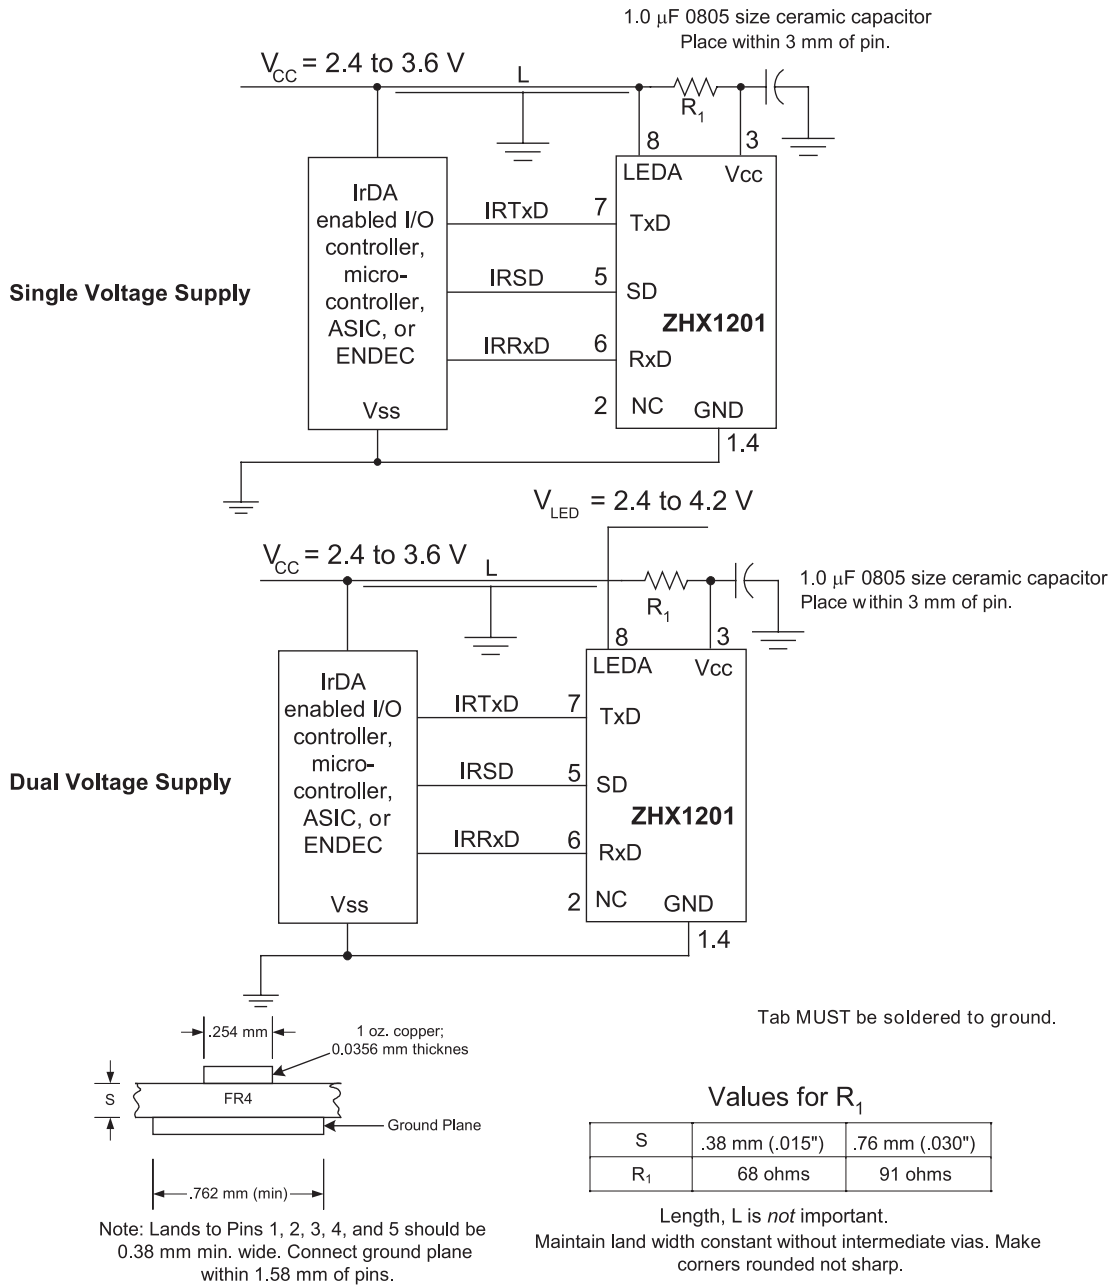 1.0 μF 0805 size ceramic capacitor
Place within 3 mm of pin.
VCC = 2.4 to 3.6 V
L
R1
8
3
LEDA
Vcc
IrDA
enabled I/O
controller,
micro-
controller,
ASIC, or
ENDEC
Vss
IRTxD
7
TxD
Single Voltage Supply
IRSD
5
SD
ZHX1201
IRRxD
6
RxD
2
NC
GND
1.4
VLED = 2.4 to 4.2 V
VCC = 2.4 to 3.6 V
L
R1
1.0 μF 0805 size ceramic capacitor
Place within 3 mm of pin.
8
3
LEDA
Vcc
IrDA
enabled I/O
controller,
micro-
controller,
ASIC, or
ENDEC
Vss
IRTxD
7
TxD
Dual Voltage Supply
IRSD
5
SD
ZHX1201
IRRxD
6
RxD
2
NC
GND
1.4
Tab MUST be soldered to ground.
.254 mm
1 oz. copper;
0.0356 mm thicknes
S
FR4
Ground Plane
.762 mm (min)
Note: Lands to Pins 1, 2, 3, 4, and 5 should be
0.38 mm min. wide. Connect ground plane
within 1.58 mm of pins.
Values for R1
S .38 mm (.015") .76 mm (.030")
R1 68 ohms 91 ohms
Length, L is not important.
Maintain land width constant without intermediate vias. Make
corners rounded not sharp.